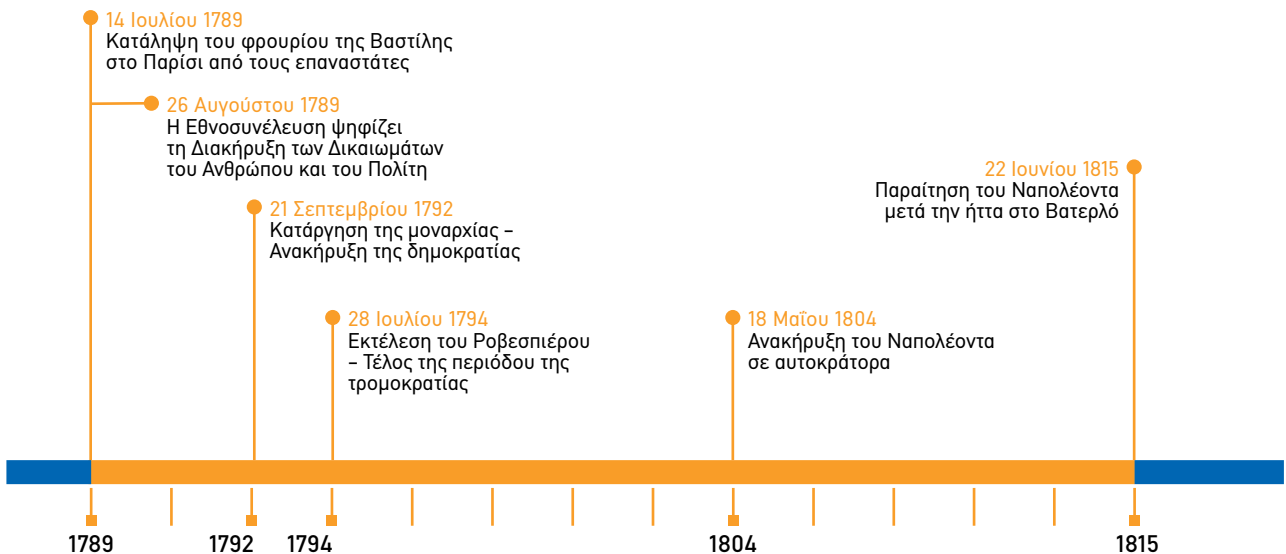 14 Ιουλίου 1789
Κατάληψη του φρουρίου της Βαστίλης
στο Παρίσι από τους επαναστάτες
26 Αυγούστου 1789
Η Εθνοσυνέλευση ψηφίζει
τη Διακήρυξη των Δικαιωμάτων
του Ανθρώπου και του Πολίτη
21 Σεπτεμβρίου 1792
Κατάργηση της μοναρχίας –
Ανακήρυξη της δημοκρατίας
28 Ιουλίου 1794
Εκτέλεση του Ροβεσπιέρου
– Τέλος της περιόδου της
τρομοκρατίας
18 Μαΐου 1804
Ανακήρυξη του Ναπολέοντα
σε αυτοκράτορα
22 Ιουνίου 1815
Παραίτηση του Ναπολέοντα
μετά την ήττα στο Βατερλό
1789 1792 1794 1804 1815